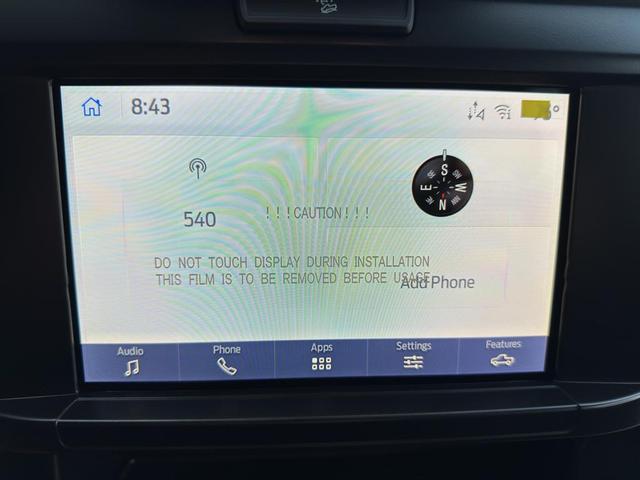 8:43
540
!!!CAUTION!!!
DO NOT TOUCH DISPLAY DURING INSTALLATION
THIS FILM IS TO BE REMOVED BEFORE USAGE
Add Phone
S
SW
W
N
E
Audio
Phone
Apps
Settings
Features